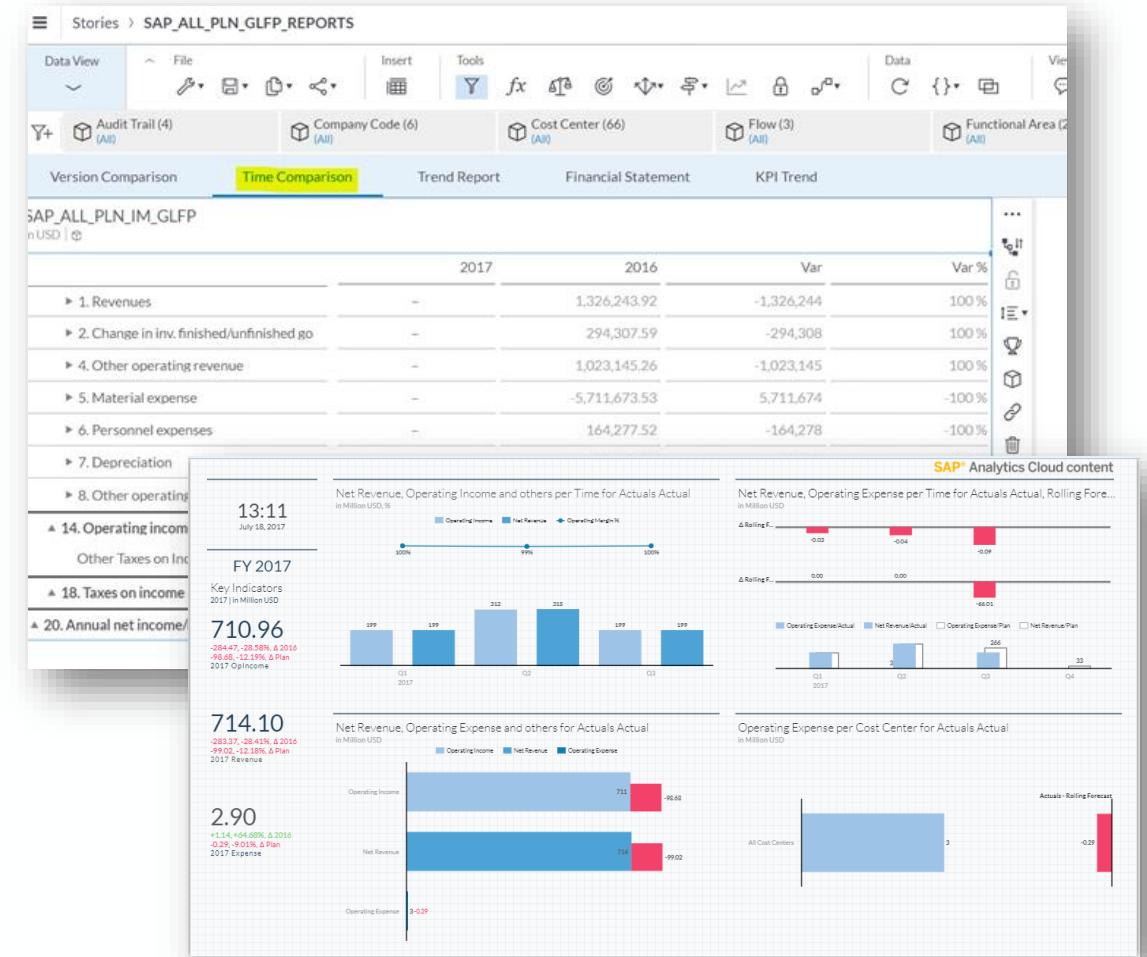 Stories > SAP_ALL_PLN_GLFP_REPORTS
Data View File Insert Tools Data
Audit Trail (4) Company Code (6) Cost Center (66) Flow (3) Functional Area
(All) (All) (All) (All) (All)
Version Comparison Time Comparison Trend Report Financial Statement KPI Trend
SAP_ALL_PLN_IM_GLFP
in USD
2017 2016 Var Var %
1. Revenues – 1,326,243.92 -1,326,244 100 %
2. Change in inv. finished/unfinished go – 294,307.59 -294,308 100 %
4. Other operating revenue – 1,023,145.26 -1,023,145 100 %
5. Material expense – -5,711,673.53 5,711,674 -100 %
6. Personnel expenses – 164,277.52 -164,278 -100 %
7. Depreciation
8. Other operating
14. Operating incom
Other Taxes on Inc
18. Taxes on income
20. Annual net income/
SAP Analytics Cloud content
13:11
July 18, 2017
FY 2017
Key Indicators
2017 | in Million USD
710.96
-284.47, -28.58%, Δ 2016
-98.68, -12.19%, Δ Plan
2017 OpIncome
714.10
-283.37, -28.41%, Δ 2016
-99.02, -12.18%, Δ Plan
2017 Revenue
2.90
+1.14, +64.68%, Δ 2016
-0.29, -9.01%, Δ Plan
2017 Expense
Net Revenue, Operating Income and others per Time for Actuals Actual
in Million USD, %
Operating Income Net Revenue Operating Margin %
100% 99% 100%
199 199 312 315 199 199
Q1 Q2 Q3
2017
Net Revenue, Operating Expense per Time for Actuals Actual, Rolling Fore...
in Million USD
Δ Rolling F...
-0.03 -0.04 -0.09
Δ Rolling F...
0.00 0.00
-66.01
Operating Expense/Actual Net Revenue/Actual Operating Expense/Plan Net Revenue/Plan
266
33
Q1 Q2 Q3 Q4
2017
Net Revenue, Operating Expense and others for Actuals Actual
in Million USD
Operating Income Net Revenue Operating Expense
Operating Income 711 -98.68
Net Revenue 714 -99.02
Operating Expense 3 -0.29
Operating Expense per Cost Center for Actuals Actual
in Million USD
Actuals - Rolling Forecast
All Cost Centers 3 -0.29